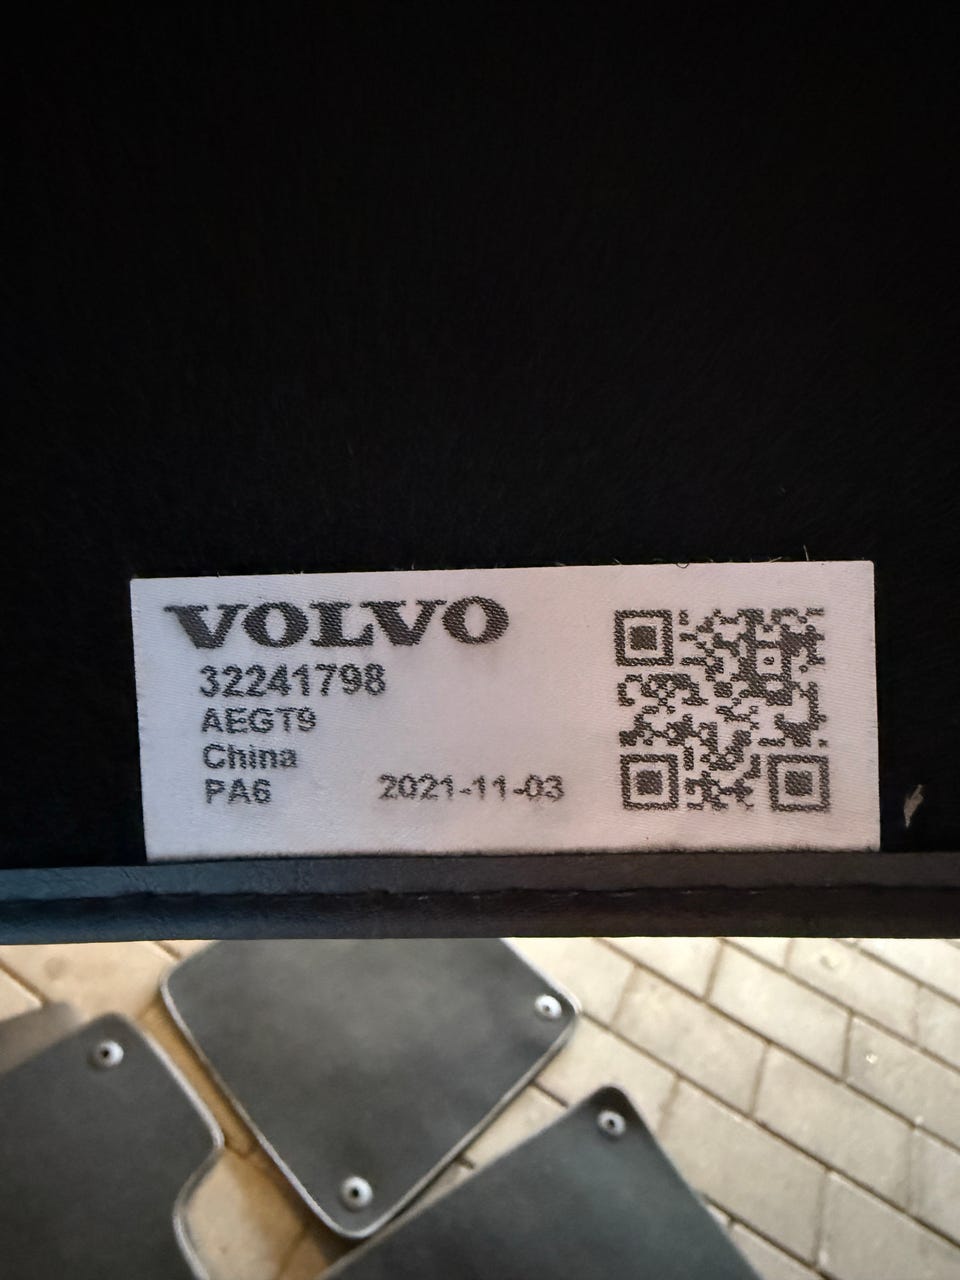 VOLVO
32241798
AEGT9
China
PA6 2021-11-03